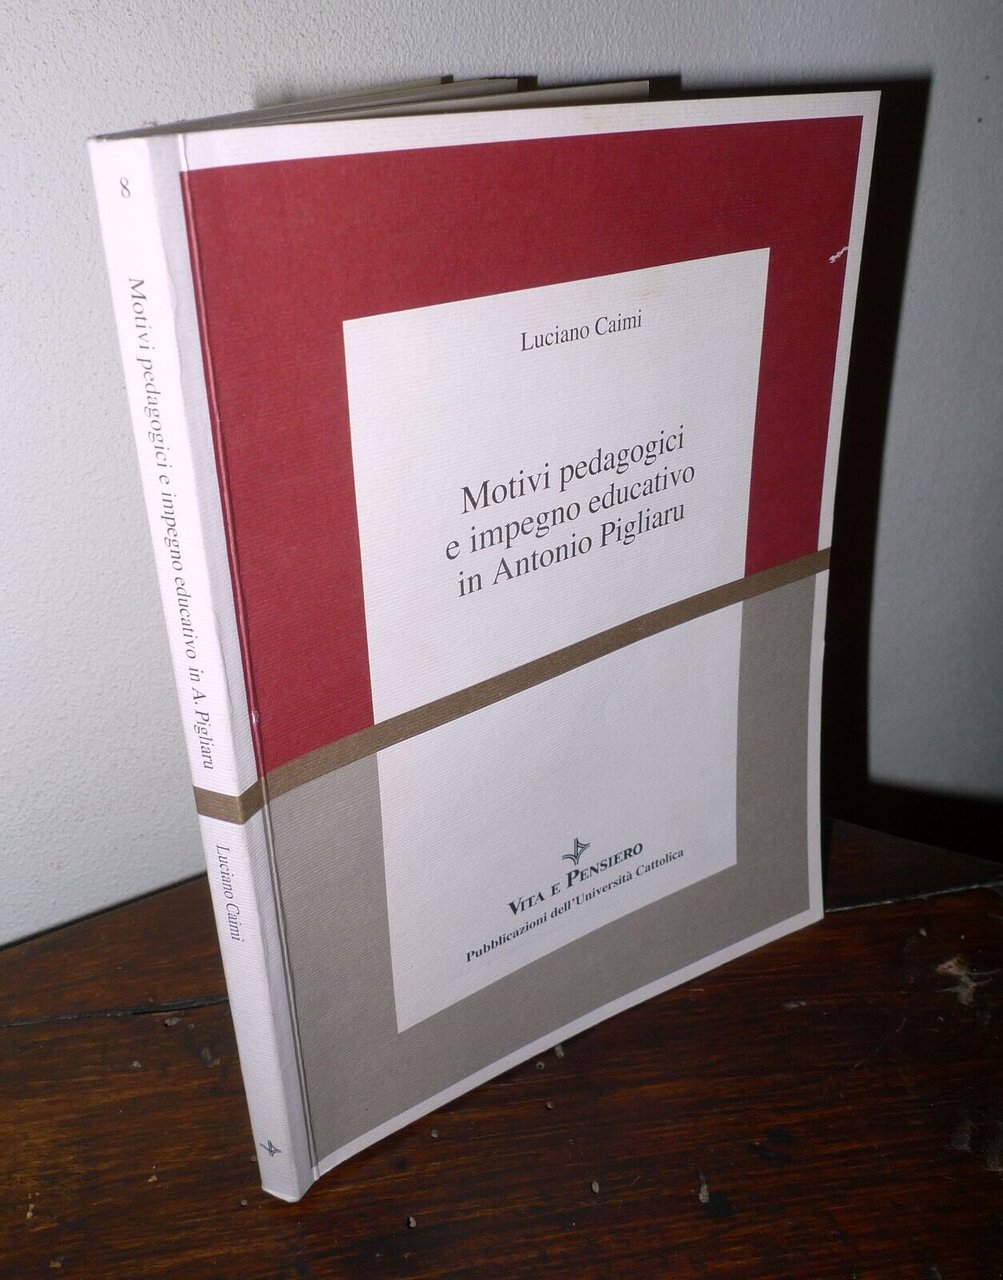 8
Motivi pedagogici e impegno educativo in A. Pigliaru
Luciano Caimi
Luciano Caimi
Motivi pedagogici
e impegno educativo
in Antonio Pigliaru
VITA E PENSIERO
Pubblicazioni dell'Università Cattolica